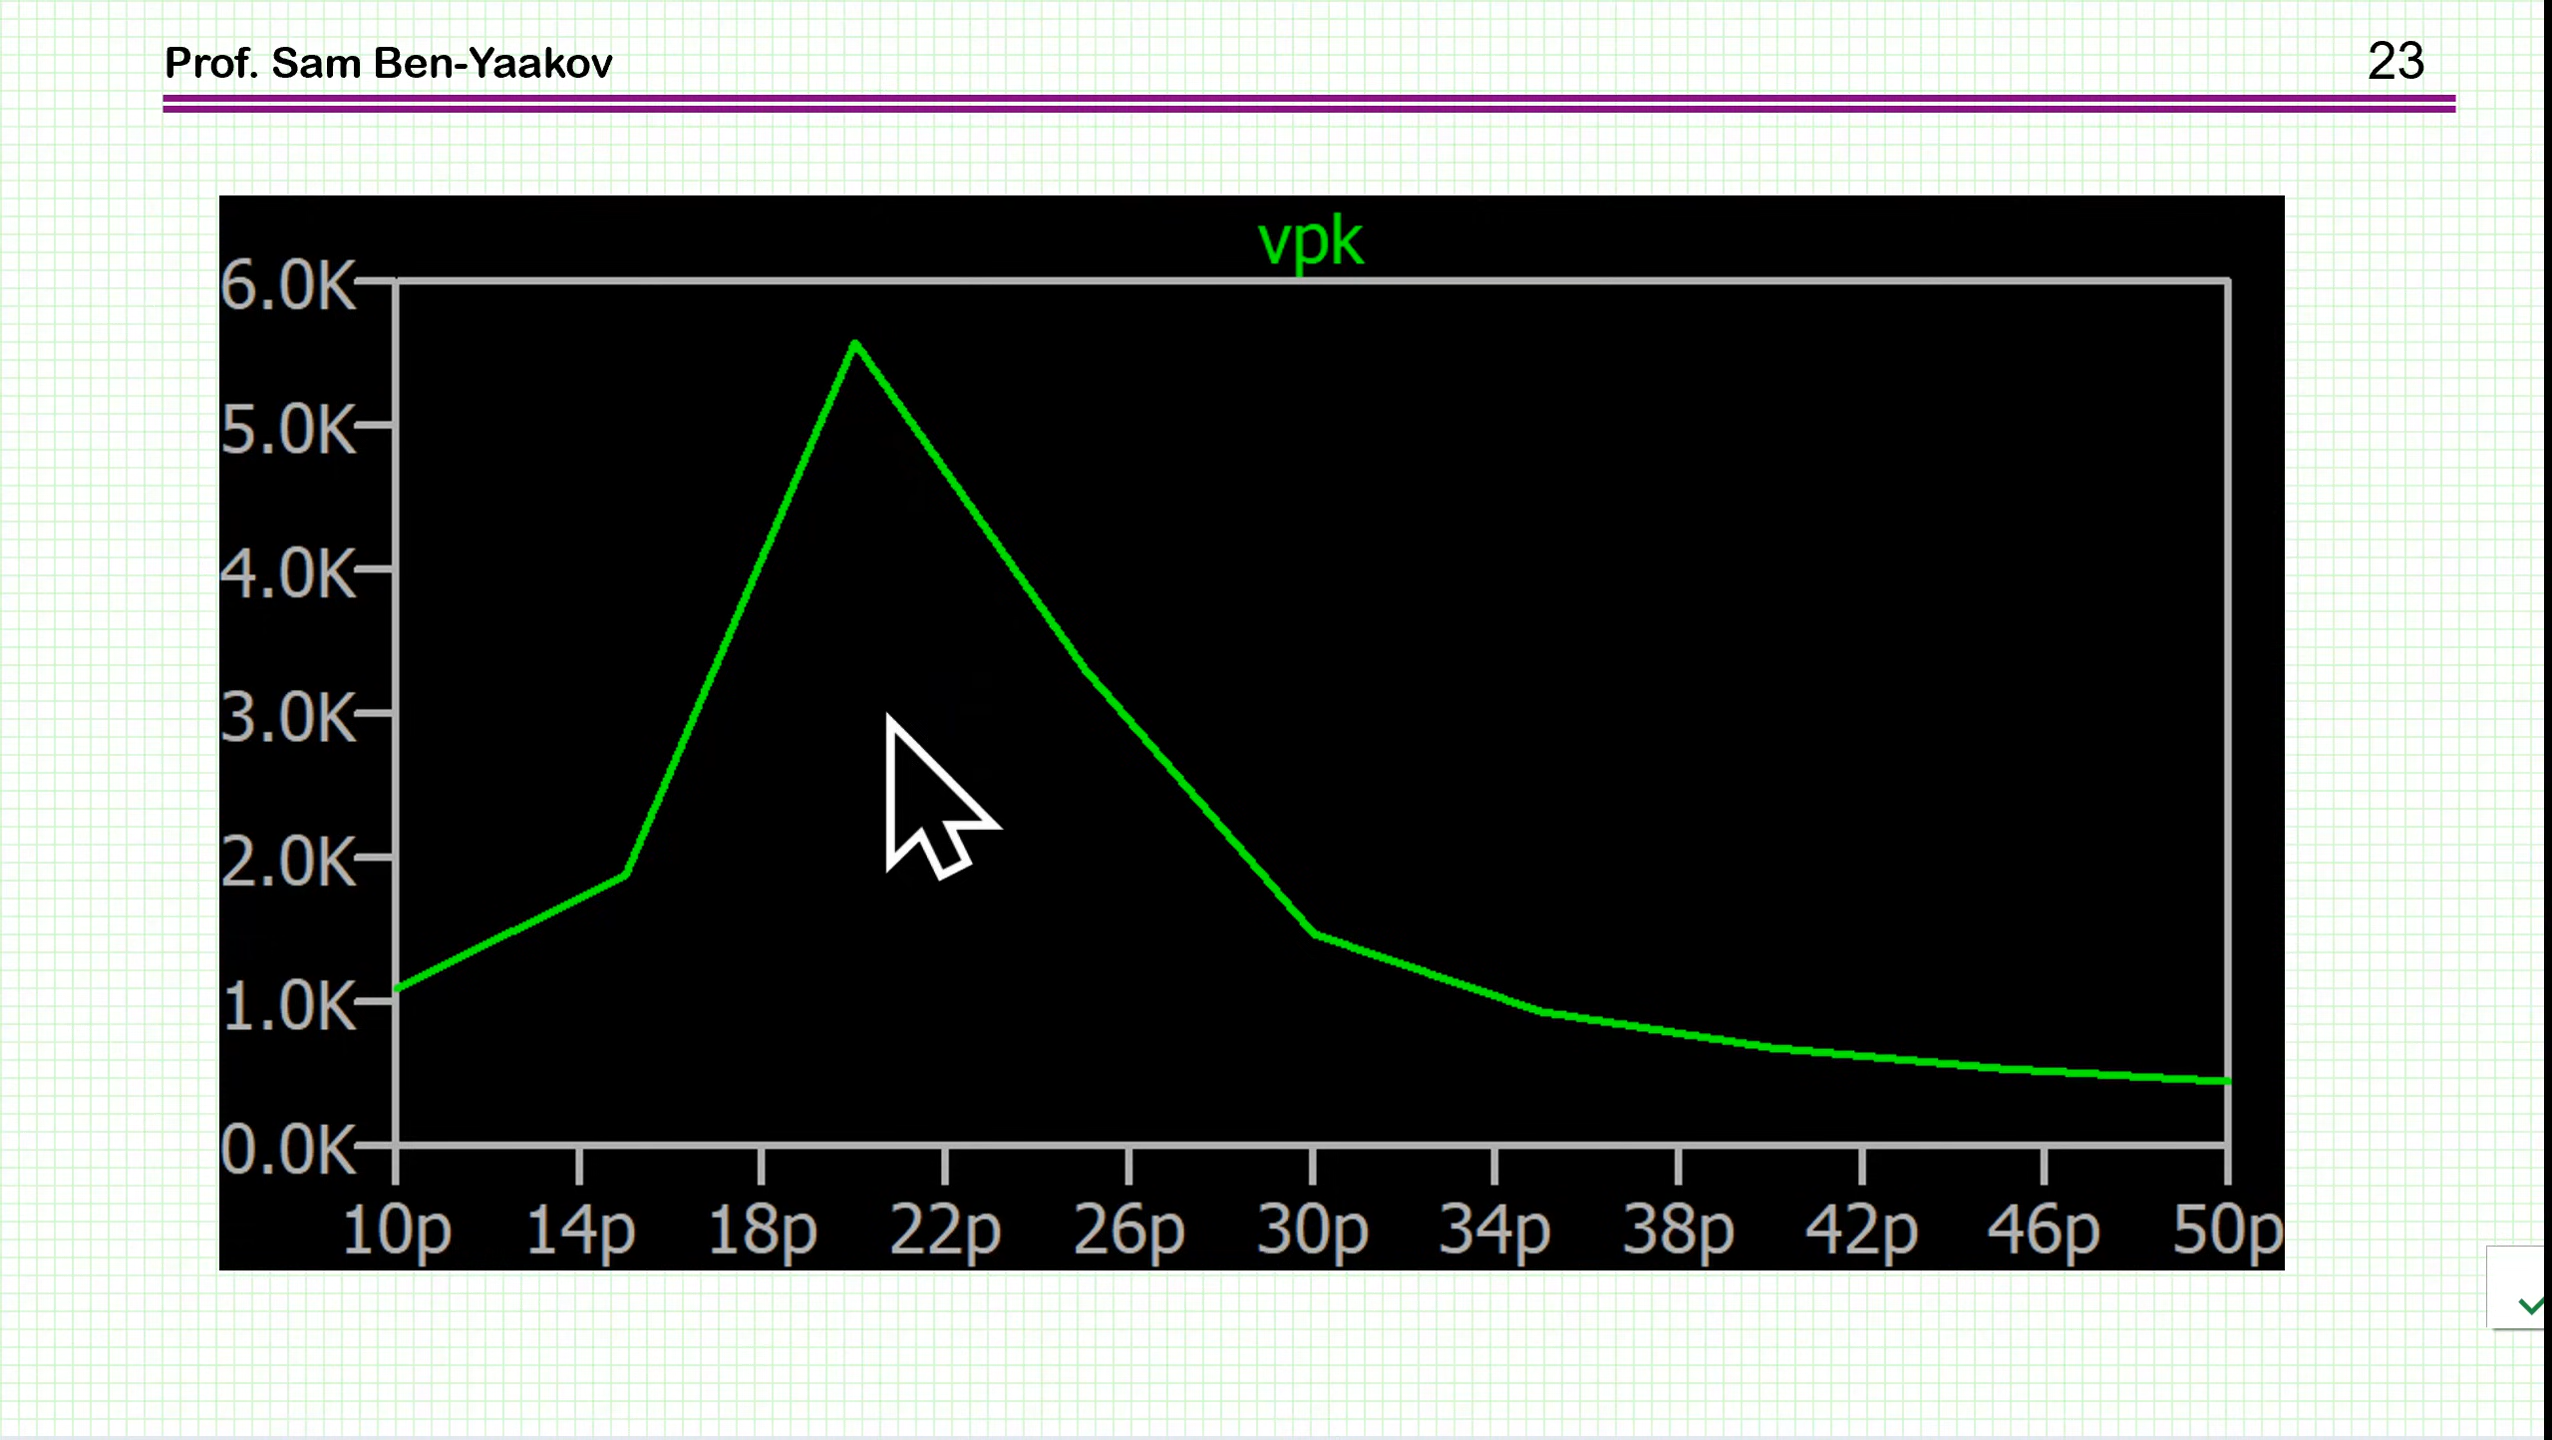 Prof. Sam Ben-Yaakov
23
vpk
6.0K
5.0K
4.0K
3.0K
2.0K
1.0K
0.0K
10p 14p 18p 22p 26p 30p 34p 38p 42p 46p 50p